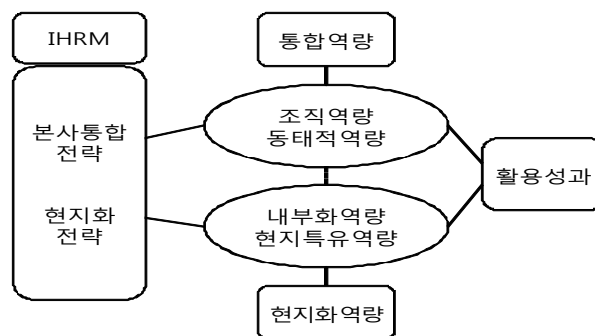 IHRM
통합역량
본사통합
전략
현지화
전략
조직역량
동태적역량
내부화역량
현지특유역량
활용성과
현지화역량